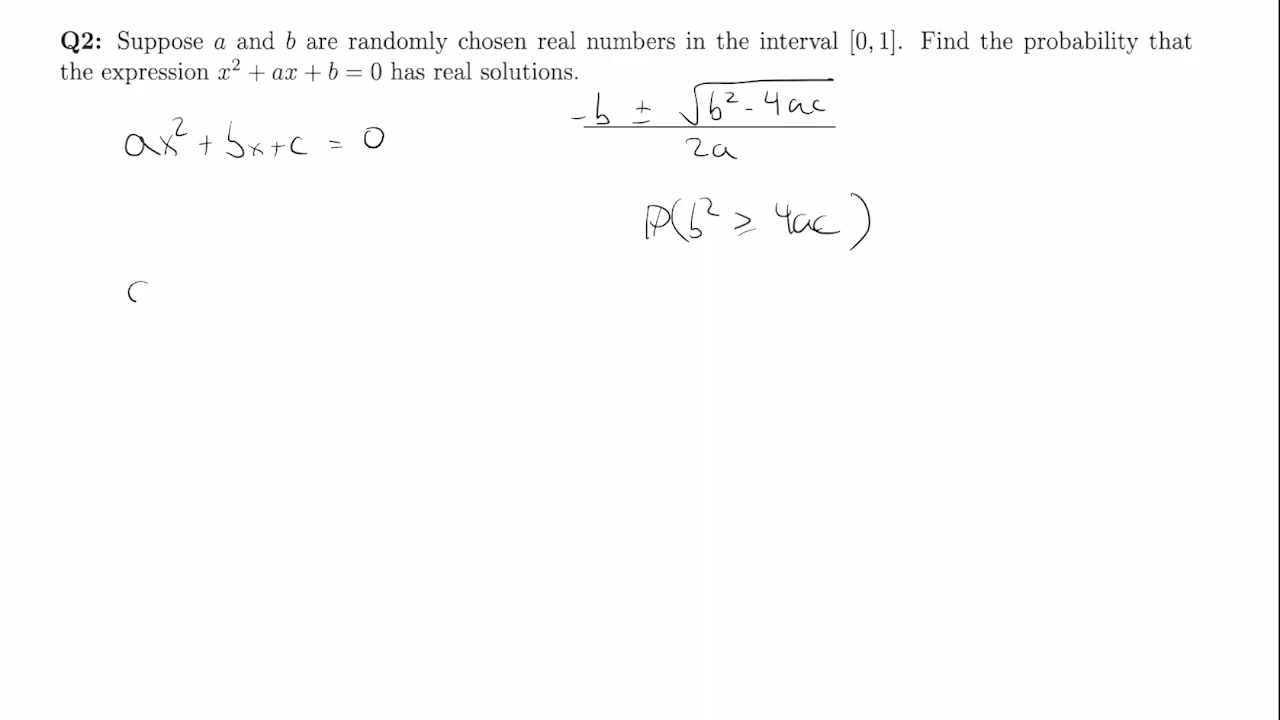 Q2: Suppose a and b are randomly chosen real numbers in the interval [0, 1]. Find the probability that
the expression x² + ax + b = 0 has real solutions.
ax² + bx + c = 0
-b ± √(b² - 4ac)
2a
ℙ(b² ≥ 4ac)
(